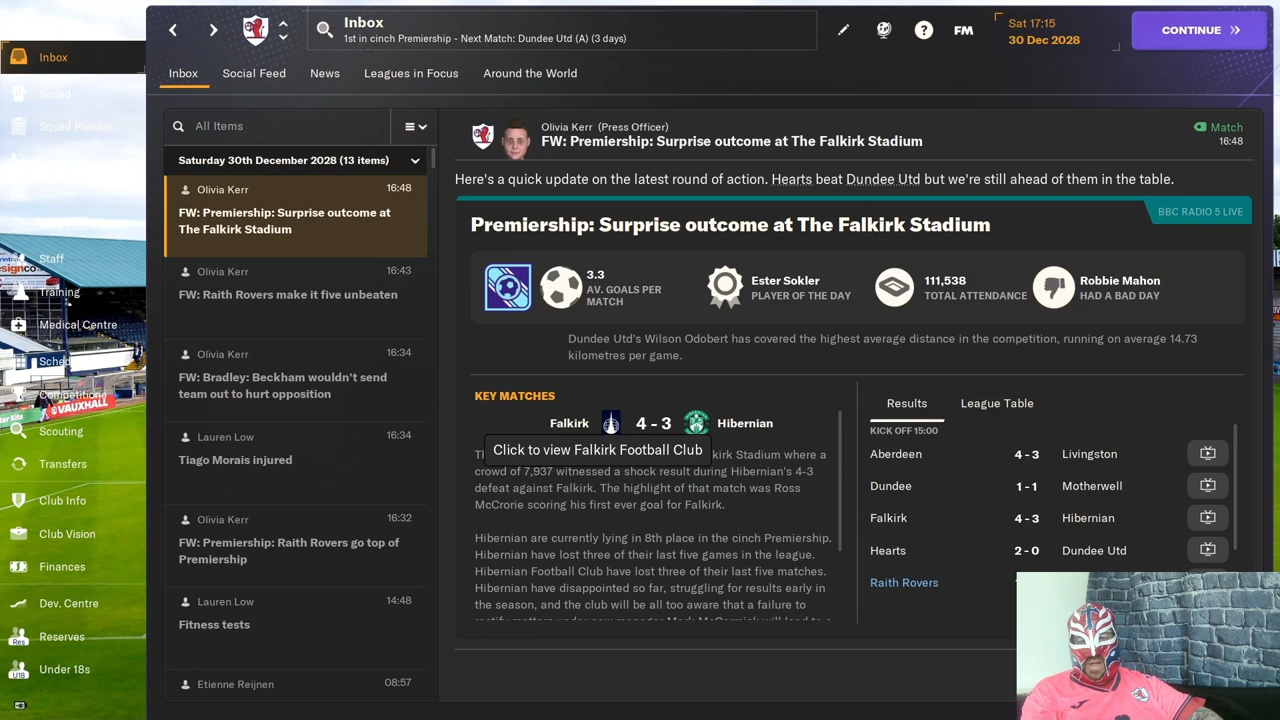 Inbox
1st in cinch Premiership - Next Match: Dundee Utd (A) (3 days)
FM
Sat 17:15
30 Dec 2028
CONTINUE
Inbox
Squad
Squad Planner
Staff
Training
Medical Centre
Sched
Competitions
VAUXHALL
Scouting
Transfers
Club Info
Club Vision
Finances
Dev. Centre
Reserves
Under 18s
Inbox
Social Feed
News
Leagues in Focus
Around the World
All Items
Saturday 30th December 2028 (13 items)
Olivia Kerr 16:48
FW: Premiership: Surprise outcome at
The Falkirk Stadium
Olivia Kerr 16:43
FW: Raith Rovers make it five unbeaten
Olivia Kerr 16:34
FW: Bradley: Beckham wouldn't send
team out to hurt opposition
Lauren Low 16:34
Tiago Morais injured
Olivia Kerr 16:32
FW: Premiership: Raith Rovers go top of
Premiership
Lauren Low 14:48
Fitness tests
Etienne Reijnen 08:57
Olivia Kerr (Press Officer)
FW: Premiership: Surprise outcome at The Falkirk Stadium
Match
16:48
Here's a quick update on the latest round of action. Hearts beat Dundee Utd but we're still ahead of them in the table.
BBC RADIO 5 LIVE
Premiership: Surprise outcome at The Falkirk Stadium
3.3
AV. GOALS PER
MATCH
Ester Sokler
PLAYER OF THE DAY
111,538
TOTAL ATTENDANCE
Robbie Mahon
HAD A BAD DAY
Dundee Utd's Wilson Odobert has covered the highest average distance in the competition, running on average 14.73
kilometres per game.
KEY MATCHES
Falkirk 4 - 3 Hibernian
Click to view Falkirk Football Club
kirk Stadium where a
crowd of 7,937 witnessed a shock result during Hibernian's 4-3
defeat against Falkirk. The highlight of that match was Ross
McCrorie scoring his first ever goal for Falkirk.
Hibernian are currently lying in 8th place in the cinch Premiership.
Hibernian have lost three of their last five games in the league.
Hibernian Football Club have lost three of their last five matches.
Hibernian have disappointed so far, struggling for results early in
the season, and the club will be all too aware that a failure to
Results
League Table
KICK OFF 15:00
Aberdeen 4 - 3 Livingston
Dundee 1 - 1 Motherwell
Falkirk 4 - 3 Hibernian
Hearts 2 - 0 Dundee Utd
Raith Rovers